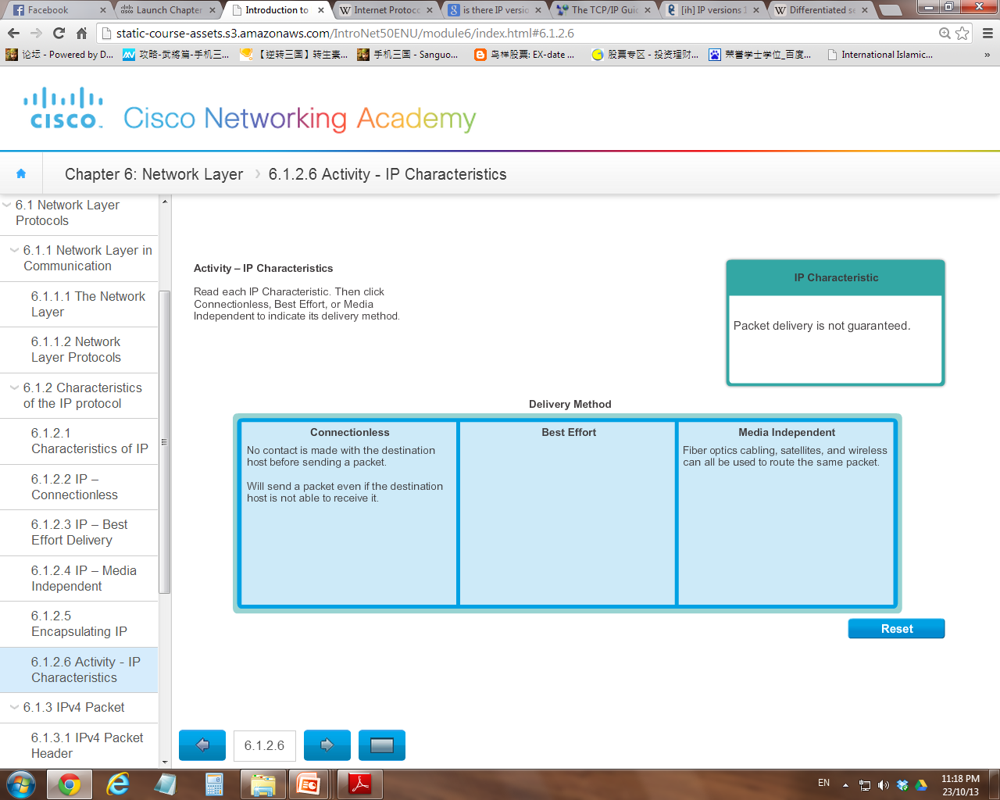 Facebook
Launch Chapter
Introduction to
Internet Protoco
is there IP versio
The TCP/IP Guid
[ih] IP versions 1
Differentiated se
static-course-assets.s3.amazonaws.com/IntroNet50ENU/module6/index.html#6.1.2.6
论坛 - Powered by D...
攻略-武將篇-手机三...
【逆转三国】转生素...
手机三国 - Sanguo...
鸟样股票: EX-date ...
股票专区 - 投资理财...
荣誉学士学位_百度...
International Islamic...
»
CISCO
Cisco Networking Academy
Chapter 6: Network Layer
6.1.2.6 Activity - IP Characteristics
6.1 Network Layer
Protocols
6.1.1 Network Layer in
Communication
6.1.1.1 The Network
Layer
6.1.1.2 Network
Layer Protocols
6.1.2 Characteristics
of the IP protocol
6.1.2.1
Characteristics of IP
6.1.2.2 IP –
Connectionless
6.1.2.3 IP – Best
Effort Delivery
6.1.2.4 IP – Media
Independent
6.1.2.5
Encapsulating IP
6.1.2.6 Activity - IP
Characteristics
6.1.3 IPv4 Packet
6.1.3.1 IPv4 Packet
Header
Activity – IP Characteristics
Read each IP Characteristic. Then click
Connectionless, Best Effort, or Media
Independent to indicate its delivery method.
IP Characteristic
Packet delivery is not guaranteed.
Delivery Method
Connectionless
No contact is made with the destination
host before sending a packet.
Will send a packet even if the destination
host is not able to receive it.
Best Effort
Media Independent
Fiber optics cabling, satellites, and wireless
can all be used to route the same packet.
Reset
6.1.2.6
EN
11:18 PM
23/10/13